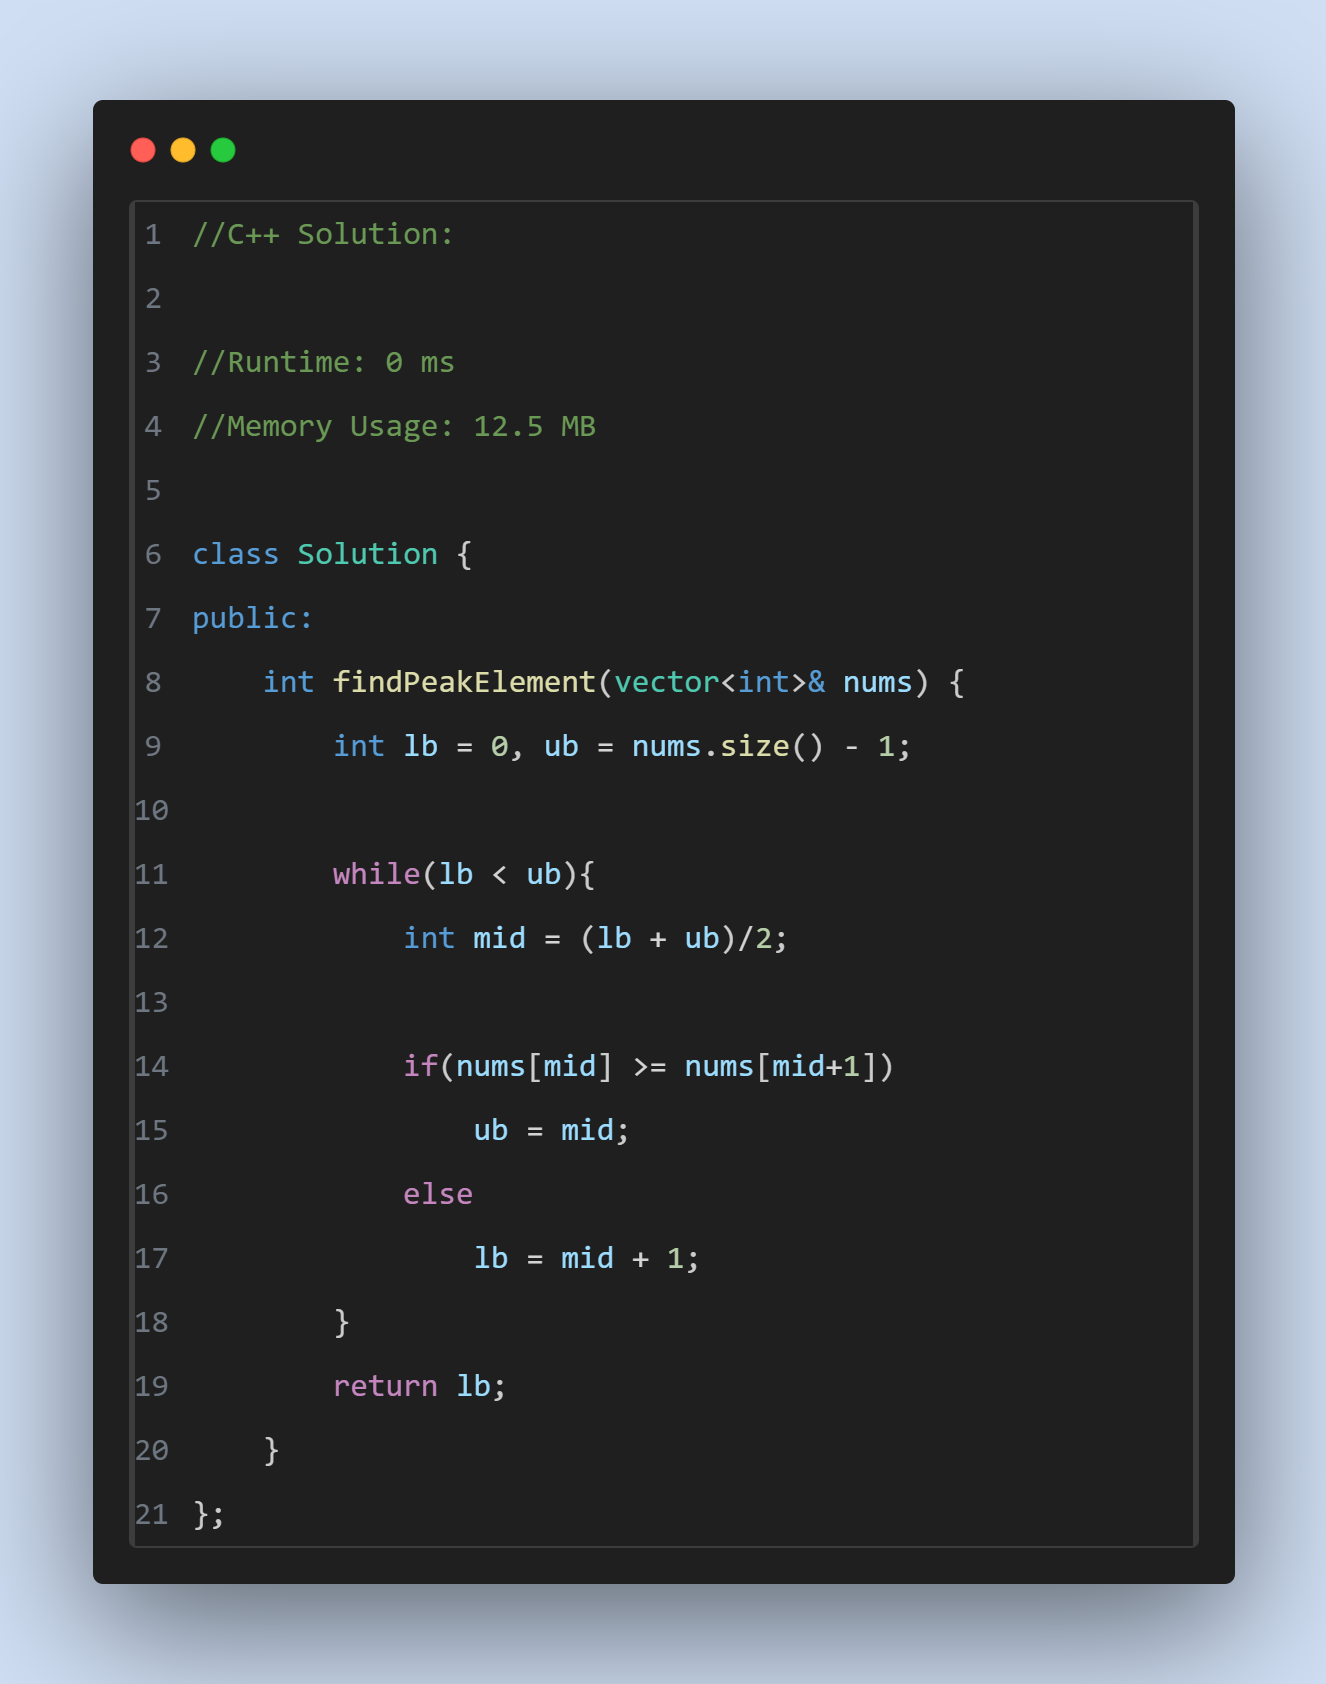 1 //C++ Solution:
2
3 //Runtime: 0 ms
4 //Memory Usage: 12.5 MB
5
6 class Solution {
7 public:
8     int findPeakElement(vector<int>& nums) {
9         int lb = 0, ub = nums.size() - 1;
10
11         while(lb < ub){
12             int mid = (lb + ub)/2;
13
14             if(nums[mid] >= nums[mid+1])
15                 ub = mid;
16             else
17                 lb = mid + 1;
18         }
19         return lb;
20     }
21 };